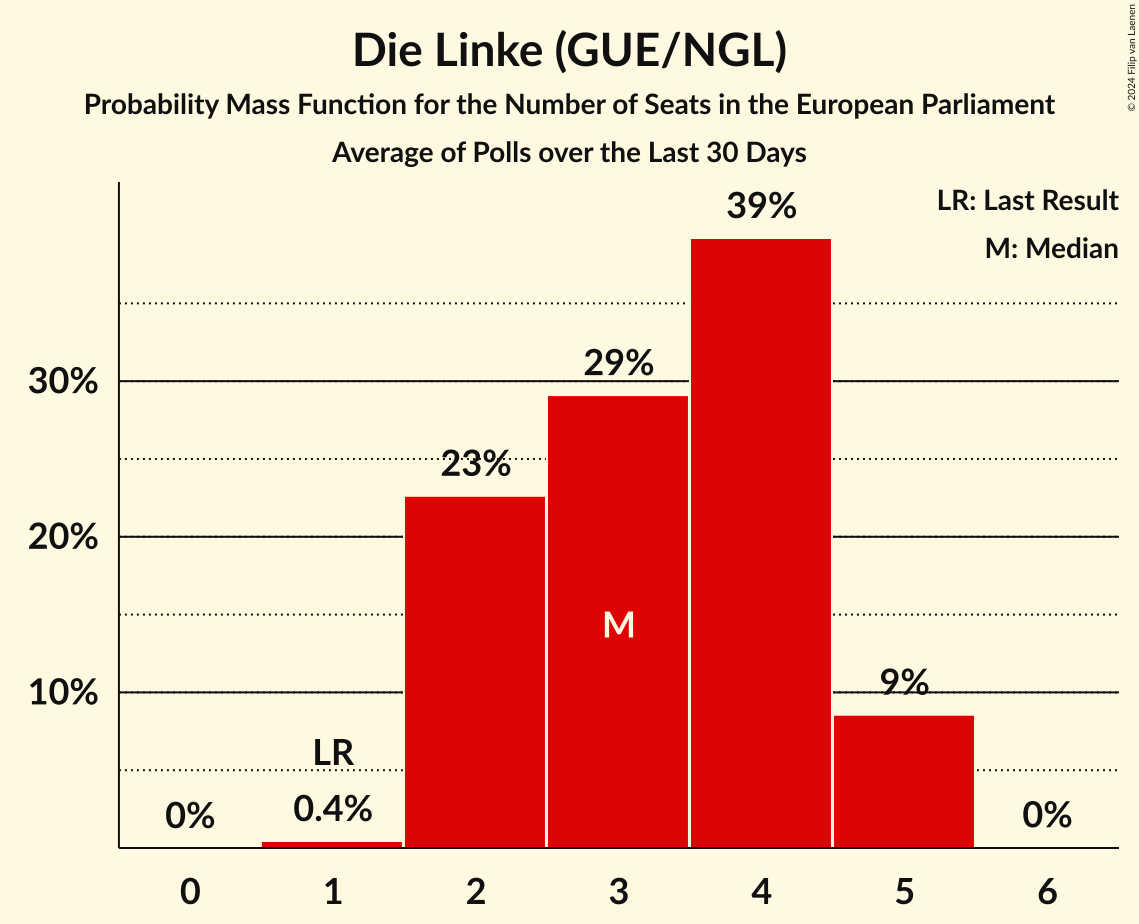 Die Linke (GUE/NGL)
Probability Mass Function for the Number of Seats in the European Parliament
Average of Polls over the Last 30 Days
© 2024 Filip van Laenen
LR: Last Result
M: Median
39%
29%
30%
23%
20%
M
10%
9%
LR
0%
0.4%
0%
0 1 2 3 4 5 6